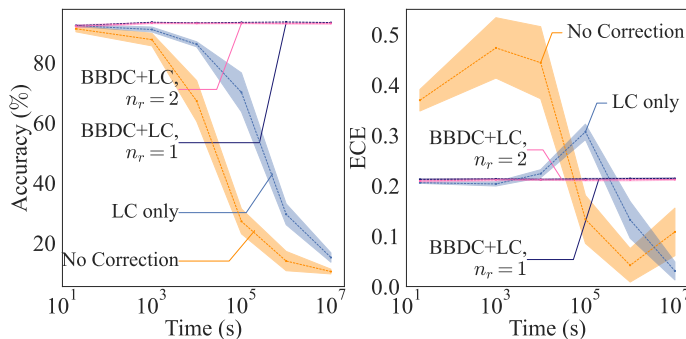 Accuracy (%)
80
60
40
20
BBDC+LC,
n_r = 2
BBDC+LC,
n_r = 1
LC only
No Correction
10^1
10^3
10^5
10^7
Time (s)
ECE
0.5
0.4
0.3
0.2
0.1
0.0
No Correction
LC only
BBDC+LC,
n_r = 2
BBDC+LC,
n_r = 1
10^1
10^3
10^5
10^7
Time (s)